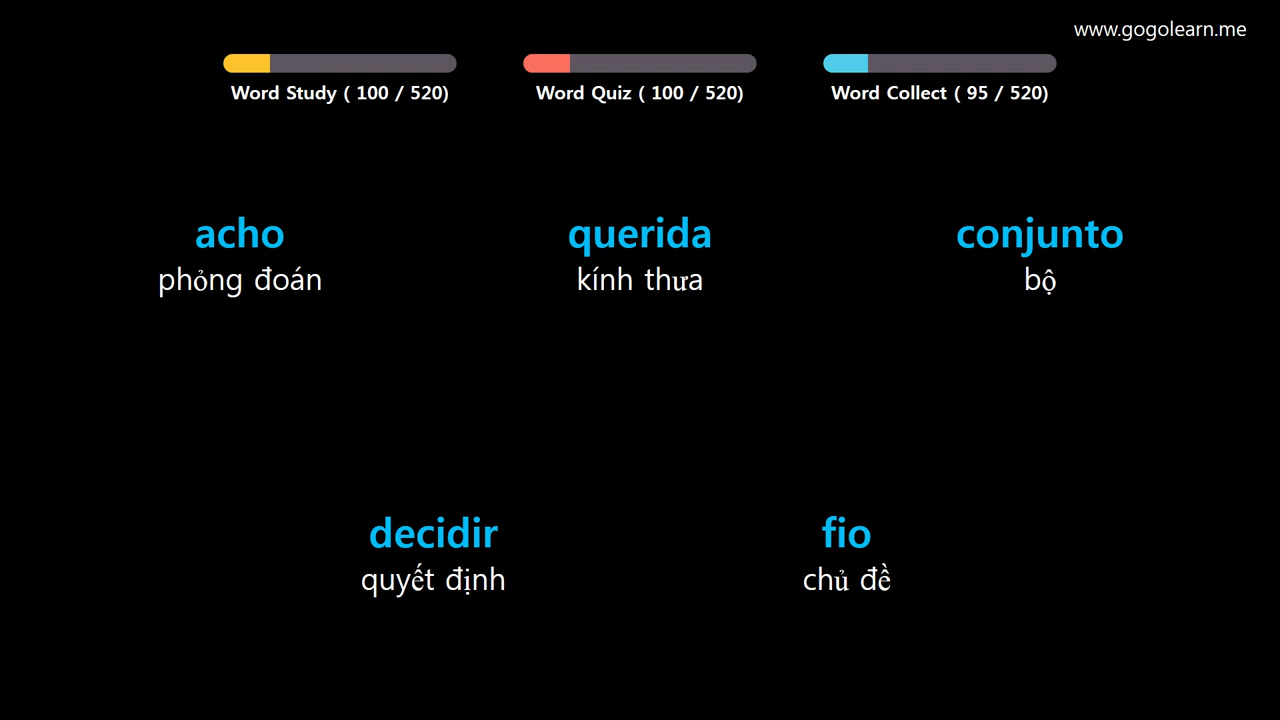 www.gogolearn.me
Word Study ( 100 / 520)
Word Quiz ( 100 / 520)
Word Collect ( 95 / 520)
acho
phỏng đoán
querida
kính thưa
conjunto
bộ
decidir
quyết định
fio
chủ đề